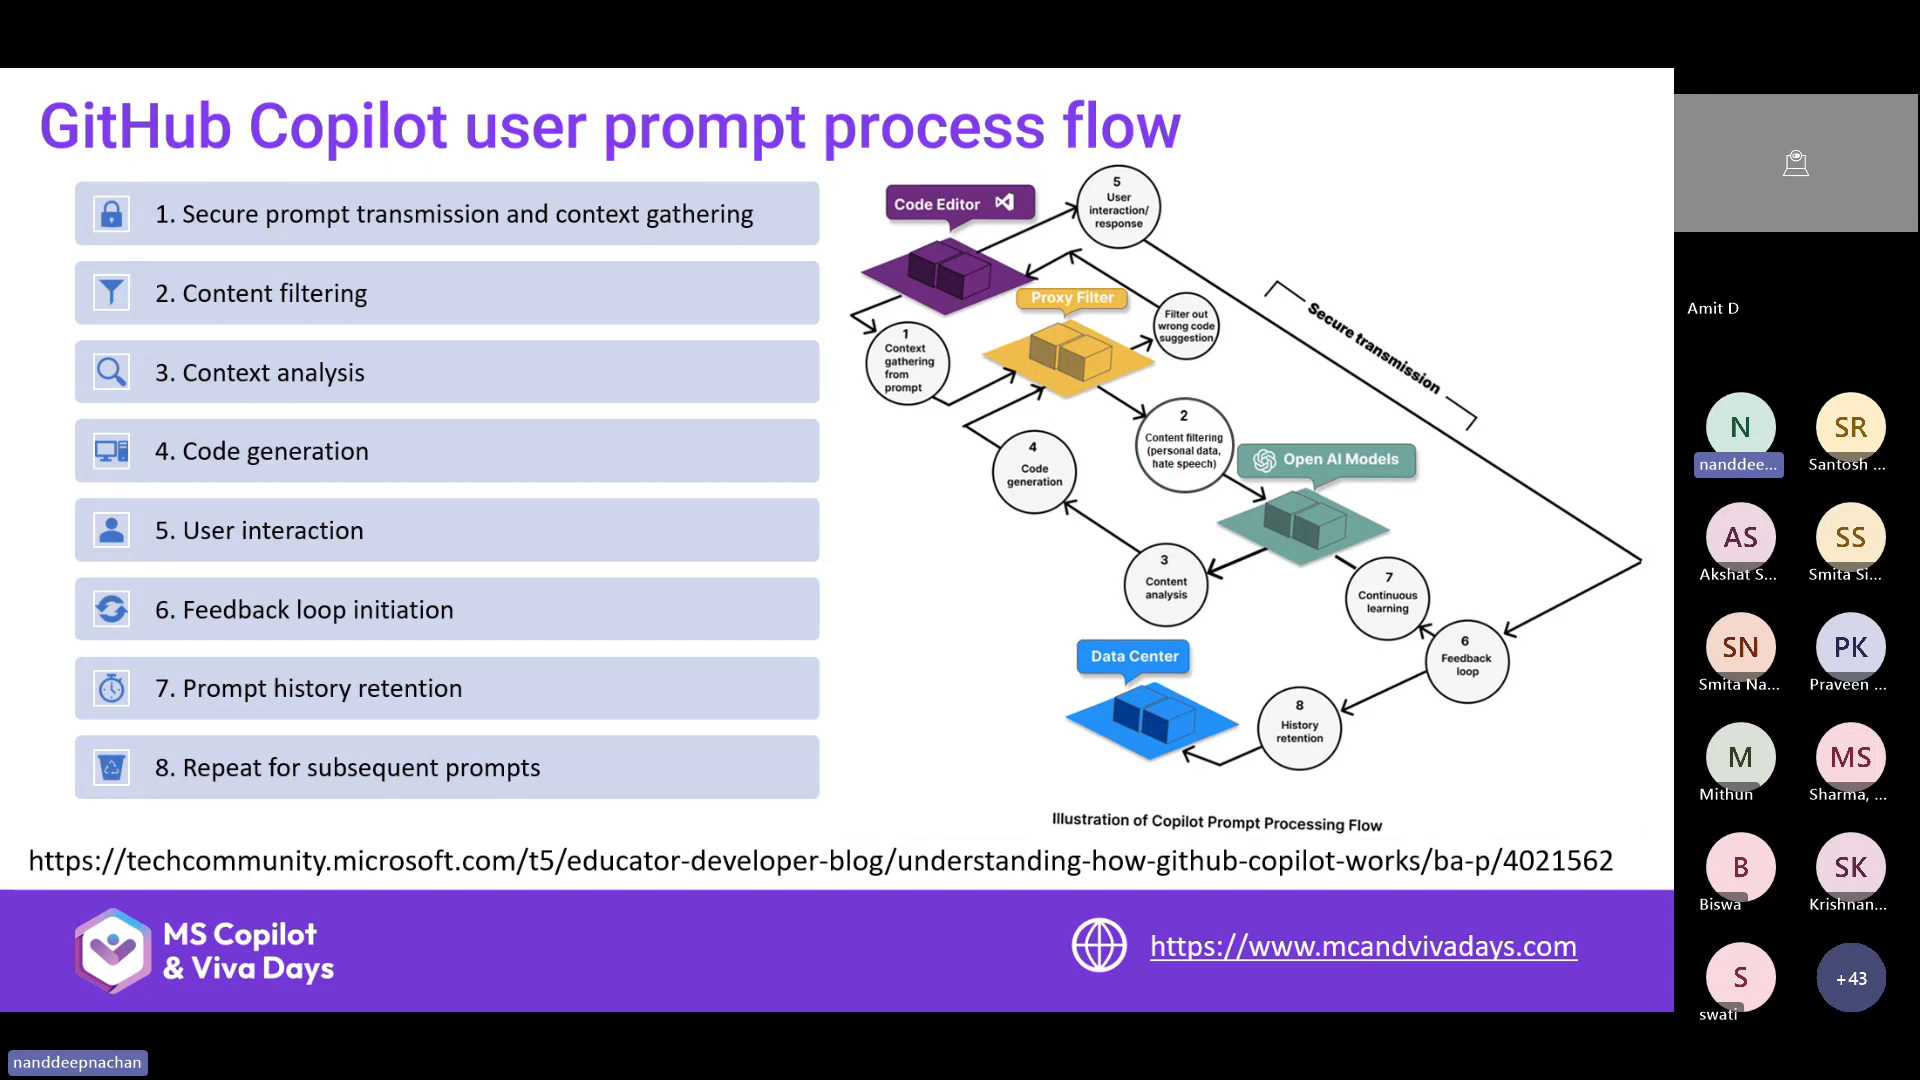 GitHub Copilot user prompt process flow
1. Secure prompt transmission and context gathering
2. Content filtering
3. Context analysis
4. Code generation
5. User interaction
6. Feedback loop initiation
7. Prompt history retention
8. Repeat for subsequent prompts
Code Editor
5
User
interaction/
response
Proxy Filter
Filter out
wrong code
suggestion
Secure transmission
1
Context
gathering
from
prompt
2
Content filtering
(personal data,
hate speech)
Open AI Models
4
Code
generation
3
Content
analysis
7
Continuous
learning
6
Feedback
loop
Data Center
8
History
retention
Illustration of Copilot Prompt Processing Flow
https://techcommunity.microsoft.com/t5/educator-developer-blog/understanding-how-github-copilot-works/ba-p/4021562
MS Copilot
& Viva Days
https://www.mcandvivadays.com
nanddeepnachan
Amit D
N
nanddee...
SR
Santosh ...
AS
Akshat S...
SS
Smita Si...
SN
Smita Na...
PK
Praveen ...
M
Mithun
MS
Sharma, ...
B
Biswa
SK
Krishnan...
S
swati
+43